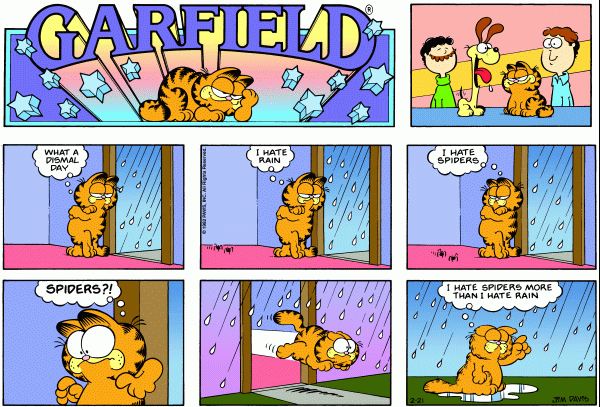 GARFIELD
®
WHAT A
DISMAL
DAY
© 1982 PAWS, INC. All Rights Reserved.
I HATE
RAIN
I HATE
SPIDERS
SPIDERS?!
I HATE SPIDERS MORE
THAN I HATE RAIN
2-21
JIM DAVIS